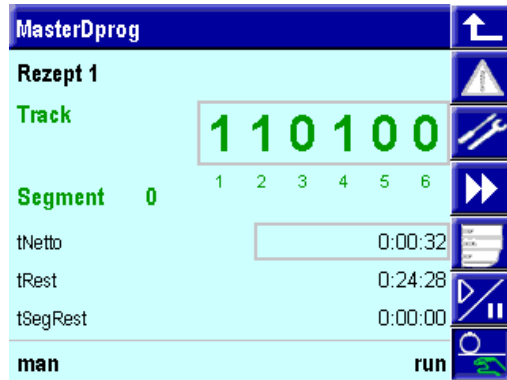 MasterDprog
Rezept 1
Track
1 1 0 1 0 0
1 2 3 4 5 6
Segment 0
tNetto 0:00:32
tRest 0:24:28
tSegRest 0:00:00
man run